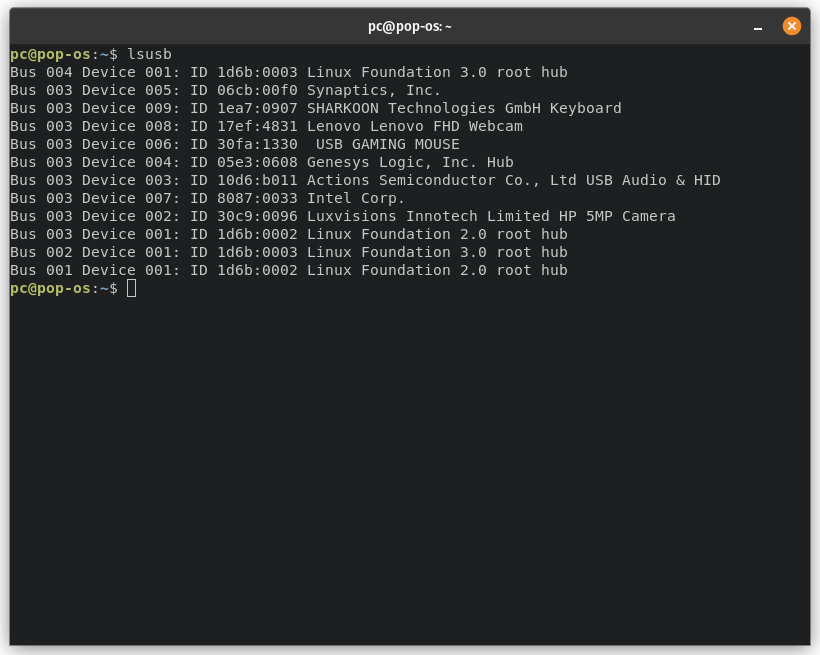 pc@pop-os: ~
pc@pop-os:~$ lsusb
Bus 004 Device 001: ID 1d6b:0003 Linux Foundation 3.0 root hub
Bus 003 Device 005: ID 06cb:00f0 Synaptics, Inc.
Bus 003 Device 009: ID 1ea7:0907 SHARKOON Technologies GmbH Keyboard
Bus 003 Device 008: ID 17ef:4831 Lenovo Lenovo FHD Webcam
Bus 003 Device 006: ID 30fa:1330  USB GAMING MOUSE
Bus 003 Device 004: ID 05e3:0608 Genesys Logic, Inc. Hub
Bus 003 Device 003: ID 10d6:b011 Actions Semiconductor Co., Ltd USB Audio & HID
Bus 003 Device 007: ID 8087:0033 Intel Corp.
Bus 003 Device 002: ID 30c9:0096 Luxvisions Innotech Limited HP 5MP Camera
Bus 003 Device 001: ID 1d6b:0002 Linux Foundation 2.0 root hub
Bus 002 Device 001: ID 1d6b:0003 Linux Foundation 3.0 root hub
Bus 001 Device 001: ID 1d6b:0002 Linux Foundation 2.0 root hub
pc@pop-os:~$